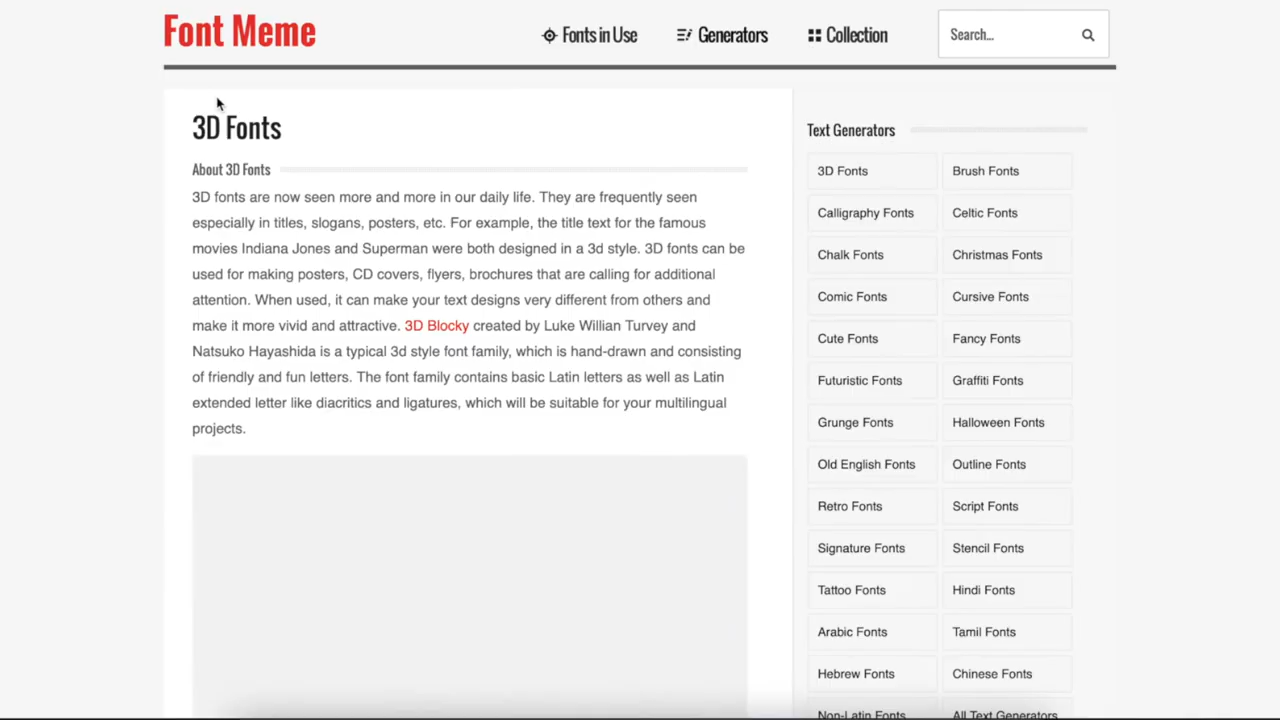 Font Meme
Fonts in Use
Generators
Collection
Search...
3D Fonts
About 3D Fonts
3D fonts are now seen more and more in our daily life. They are frequently seen
especially in titles, slogans, posters, etc. For example, the title text for the famous
movies Indiana Jones and Superman were both designed in a 3d style. 3D fonts can be
used for making posters, CD covers, flyers, brochures that are calling for additional
attention. When used, it can make your text designs very different from others and
make it more vivid and attractive. 3D Blocky created by Luke Willian Turvey and
Natsuko Hayashida is a typical 3d style font family, which is hand-drawn and consisting
of friendly and fun letters. The font family contains basic Latin letters as well as Latin
extended letter like diacritics and ligatures, which will be suitable for your multilingual
projects.
Text Generators
3D Fonts
Brush Fonts
Calligraphy Fonts
Celtic Fonts
Chalk Fonts
Christmas Fonts
Comic Fonts
Cursive Fonts
Cute Fonts
Fancy Fonts
Futuristic Fonts
Graffiti Fonts
Grunge Fonts
Halloween Fonts
Old English Fonts
Outline Fonts
Retro Fonts
Script Fonts
Signature Fonts
Stencil Fonts
Tattoo Fonts
Hindi Fonts
Arabic Fonts
Tamil Fonts
Hebrew Fonts
Chinese Fonts
Non-Latin Fonts
All Text Generators